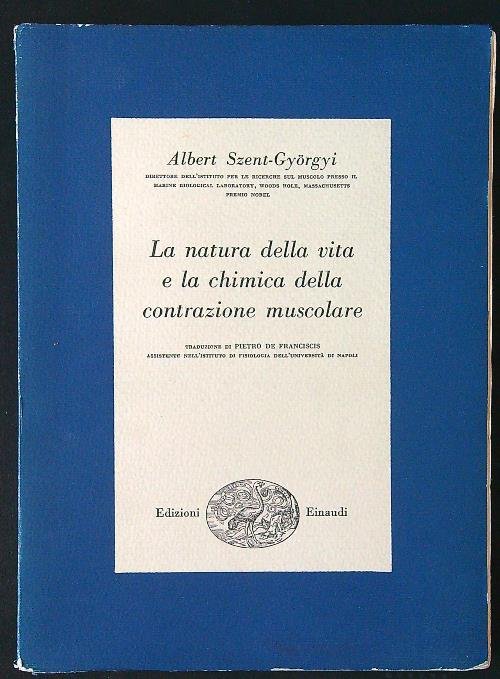 Albert Szent-Györgyi
DIRETTORE DELL'ISTITUTO PER LE RICERCHE SUL MUSCOLO PRESSO IL
MARINE BIOLOGICAL LABORATORY, WOODS HOLE, MASSACHUSETTS
PREMIO NOBEL
La natura della vita
e la chimica della
contrazione muscolare
TRADUZIONE DI PIETRO DE FRANCISCIS
ASSISTENTE NELL'ISTITUTO DI FISIOLOGIA DELL'UNIVERSITÀ DI NAPOLI
Edizioni Einaudi